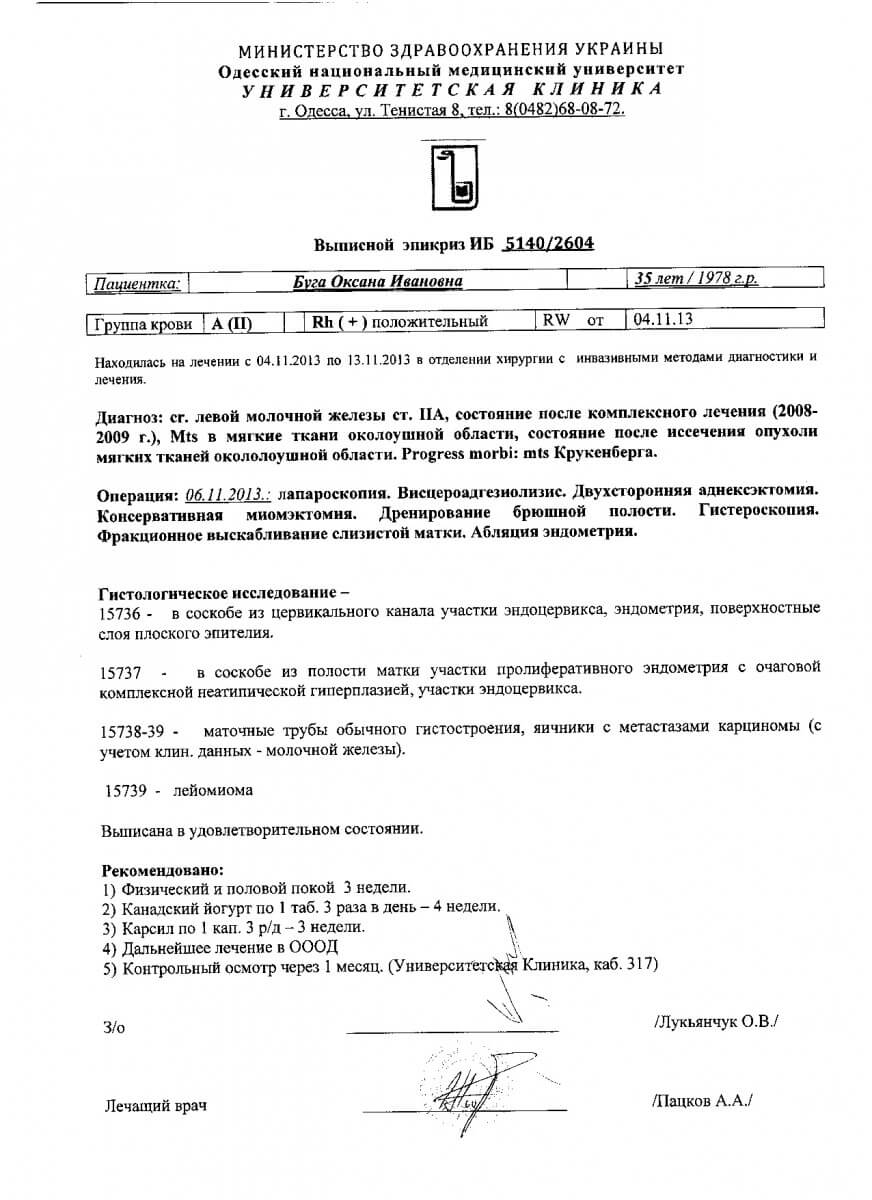 МИНИСТЕРСТВО ЗДРАВООХРАНЕНИЯ УКРАИНЫ
Одесский национальный медицинский университет
УНИВЕРСИТЕТСКАЯ КЛИНИКА
г. Одесса, ул. Тенистая 8, тел.: 8(0482)68-08-72.
Выписной эпикриз ИБ 5140/2604
Пациентка: Буга Оксана Ивановна 35 лет / 1978 г.р.
Группа крови A (II) Rh ( + ) положительный RW от 04.11.13
Находилась на лечении с 04.11.2013 по 13.11.2013 в отделении хирургии с инвазивными методами диагностики и
лечения.
Диагноз: cr. левой молочной железы ст. IIA, состояние после комплексного лечения (2008-
2009 г.), Mts в мягкие ткани околоушной области, состояние после иссечения опухоли
мягких тканей окололоушной области. Progress morbi: mts Крукенберга.
Операция: 06.11.2013.: лапароскопия. Висцероадгезиолизис. Двухсторонняя аднексэктомия.
Консервативная миомэктомия. Дренирование брюшной полости. Гистероскопия.
Фракционное выскабливание слизистой матки. Абляция эндометрия.
Гистологическое исследование –
15736 - в соскобе из цервикального канала участки эндоцервикса, эндометрия, поверхностные
слоя плоского эпителия.
15737 - в соскобе из полости матки участки пролиферативного эндометрия с очаговой
комплексной неатипической гиперплазией, участки эндоцервикса.
15738-39 - маточные трубы обычного гистостроения, яичники с метастазами карциномы (с
учетом клин. данных - молочной железы).
15739 - лейомиома
Выписана в удовлетворительном состоянии.
Рекомендовано:
1) Физический и половой покой 3 недели.
2) Канадский йогурт по 1 таб. 3 раза в день – 4 недели.
3) Карсил по 1 кап. 3 р/д – 3 недели.
4) Дальнейшее лечение в ОООД
5) Контрольный осмотр через 1 месяц. (Университетская Клиника, каб. 317)
З/о /Лукьянчук О.В./
Лечащий врач /Пацков А.А./